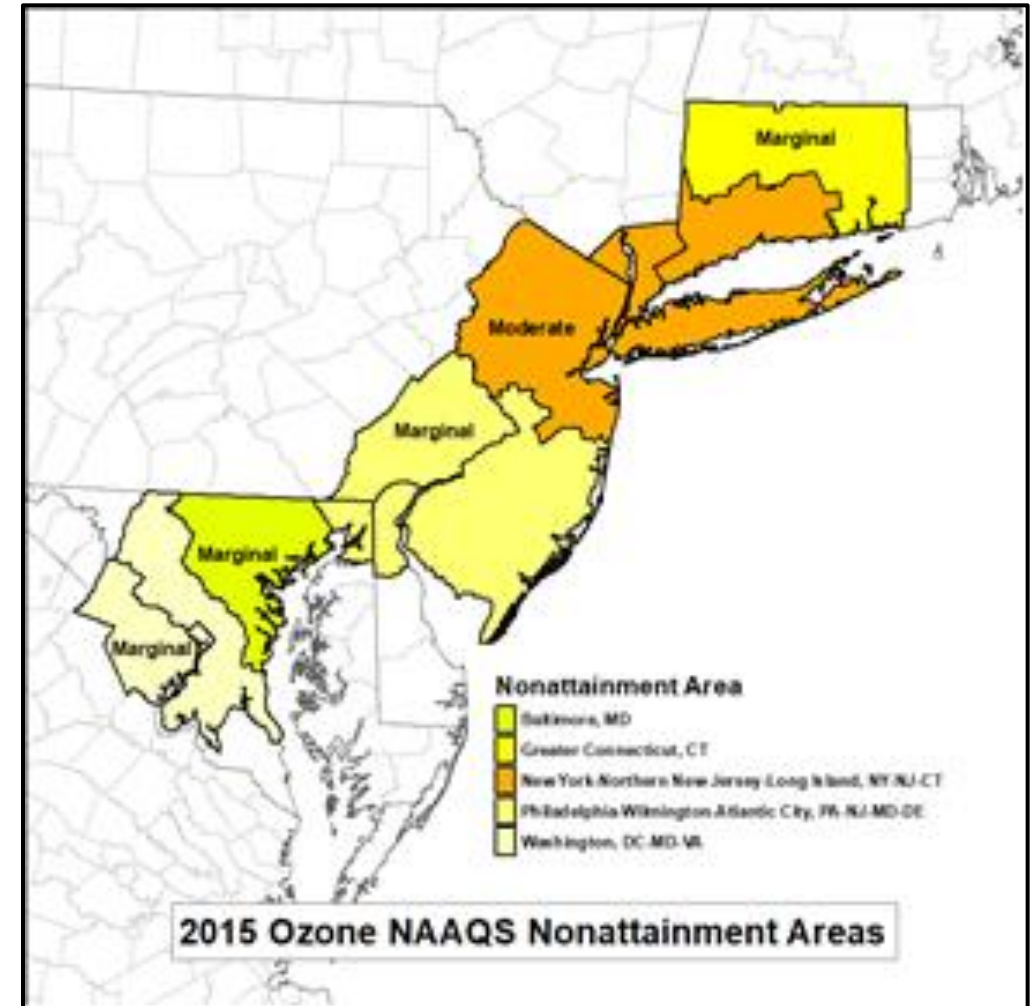 Marginal
Moderate
Marginal
Marginal
Marginal
Nonattainment Area
Baltimore, MD
Greater Connecticut, CT
New York-Northern New Jersey-Long Island, NY-NJ-CT
Philadelphia-Wilmington-Atlantic City, PA-NJ-MD-DE
Washington, DC-MD-VA
2015 Ozone NAAQS Nonattainment Areas